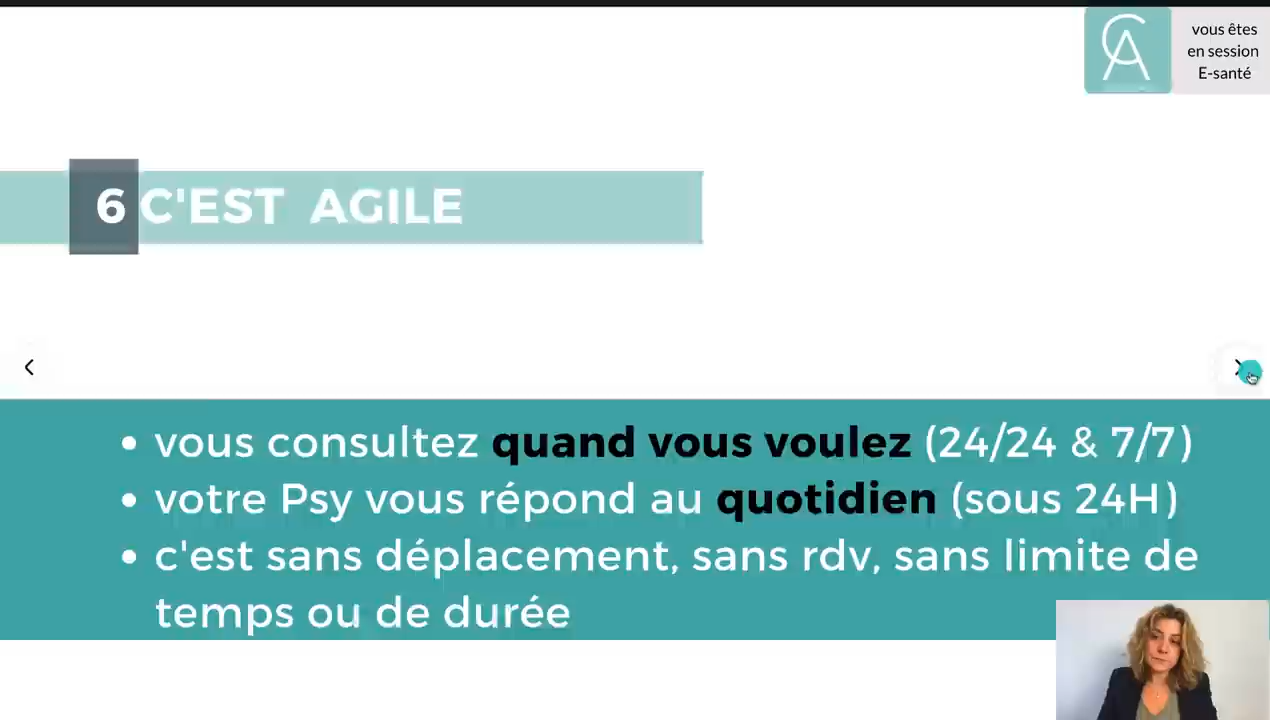 vous êtes
en session
E-santé
CA
6 C'EST AGILE
• vous consultez quand vous voulez (24/24 & 7/7)
• votre Psy vous répond au quotidien (sous 24H)
• c'est sans déplacement, sans rdv, sans limite de
temps ou de durée